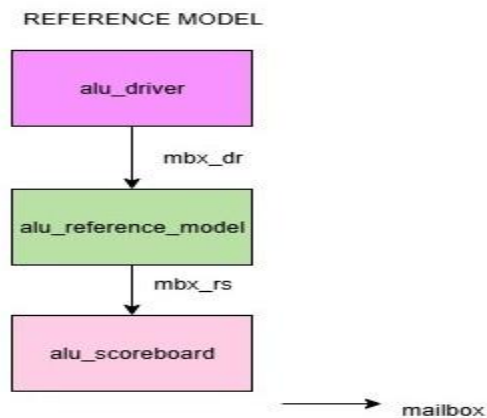 REFERENCE MODEL
alu_driver
mbx_dr
alu_reference_model
mbx_rs
alu_scoreboard
mailbox